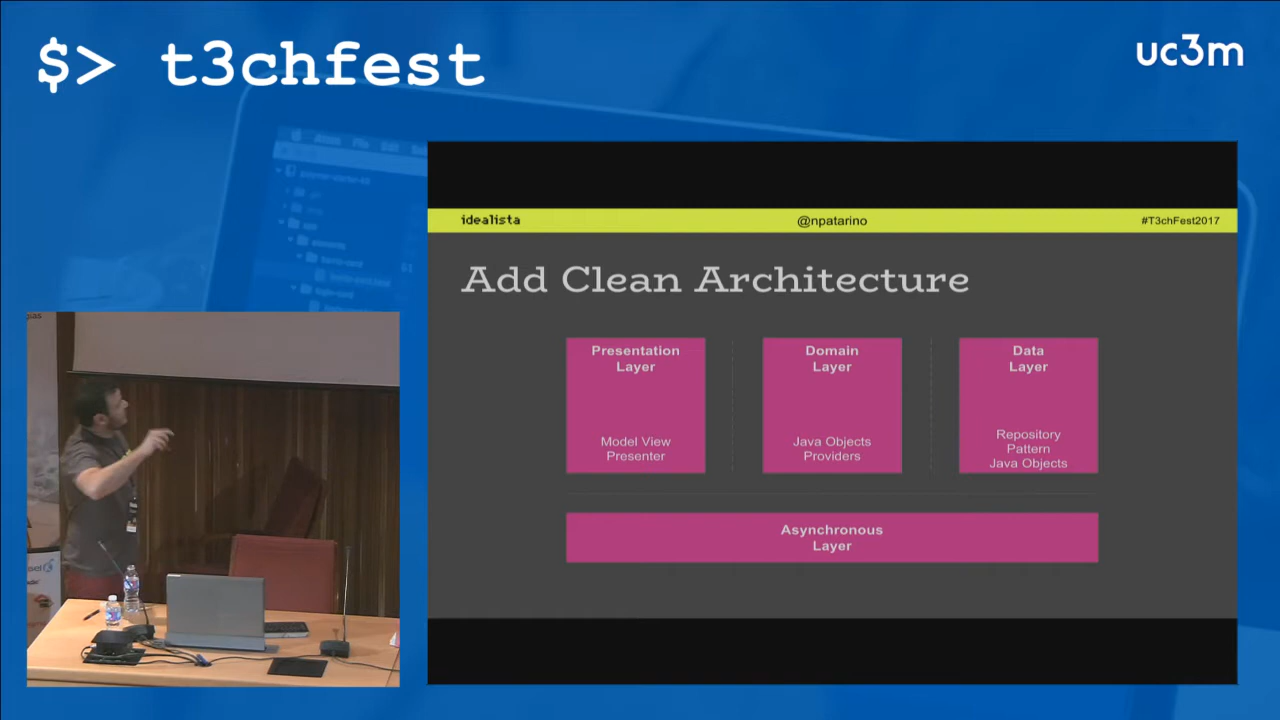 $> t3chfest
uc3m
idealista
@npatarino
#T3chFest2017
Add Clean Architecture
Presentation
Layer
Model View
Presenter
Domain
Layer
Java Objects
Providers
Data
Layer
Repository
Pattern
Java Objects
Asynchronous
Layer